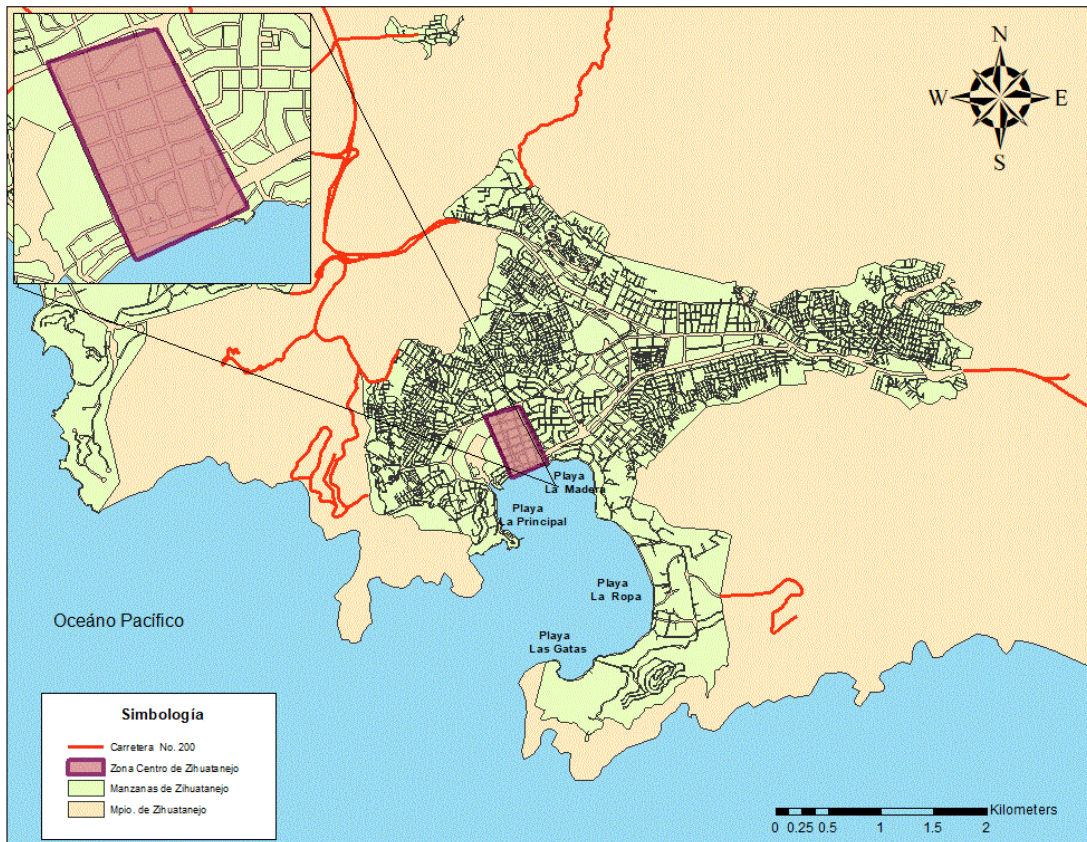 N
W
E
S
Playa
La Madera
Playa
La Principal
Playa
La Ropa
Playa
Las Gatas
Oceáno Pacífico
Simbología
Carretera No. 200
Zona Centro de Zihuatanejo
Manzanas de Zihuatanejo
Mpio. de Zihuatanejo
Kilometers
0 0.25 0.5 1 1.5 2